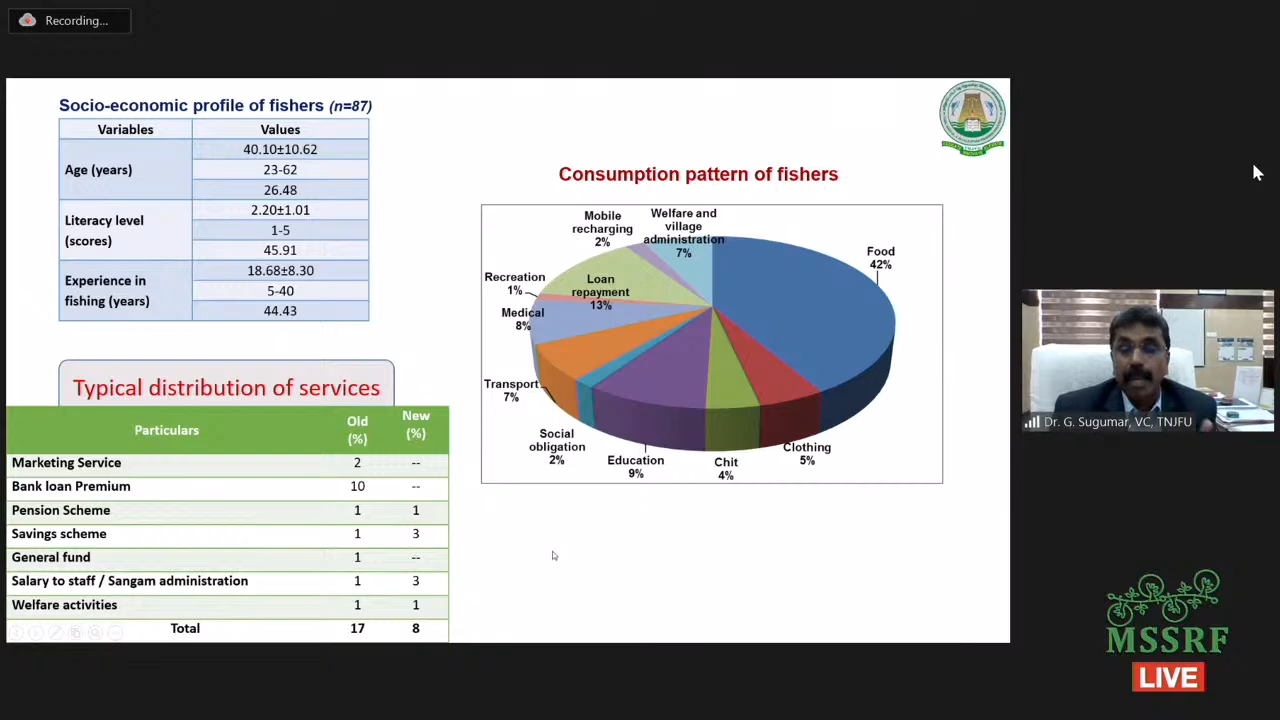 Recording...
Socio-economic profile of fishers (n=87)
Variables Values
Age (years)
40.10±10.62
23-62
26.48
Literacy level
(scores)
2.20±1.01
1-5
45.91
Experience in
fishing (years)
18.68±8.30
5-40
44.43
Typical distribution of services
Particulars Old (%) New (%)
Marketing Service 2 --
Bank loan Premium 10 --
Pension Scheme 1 1
Savings scheme 1 3
General fund 1 --
Salary to staff / Sangam administration 1 3
Welfare activities 1 1
Total 17 8
Consumption pattern of fishers
Mobile
recharging
2%
Welfare and
village
administration
7%
Food
42%
Recreation
1%
Loan
repayment
13%
Medical
8%
Transport
7%
Social
obligation
2%
Education
9%
Chit
4%
Clothing
5%
Dr. G. Sugumar, VC, TNJFU
MSSRF
LIVE